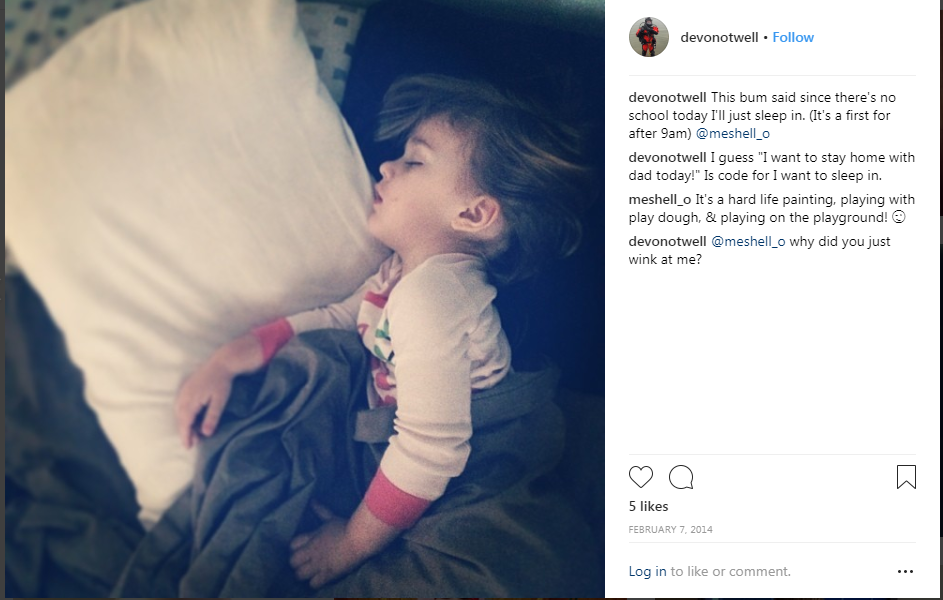 devonotwell • Follow
devonotwell This bum said since there's no
school today I'll just sleep in. (It's a first for
after 9am) @meshell_o
devonotwell I guess "I want to stay home with
dad today!" Is code for I want to sleep in.
meshell_o It's a hard life painting, playing with
play dough, & playing on the playground! 😉
devonotwell @meshell_o why did you just
wink at me?
5 likes
FEBRUARY 7, 2014
Log in to like or comment.